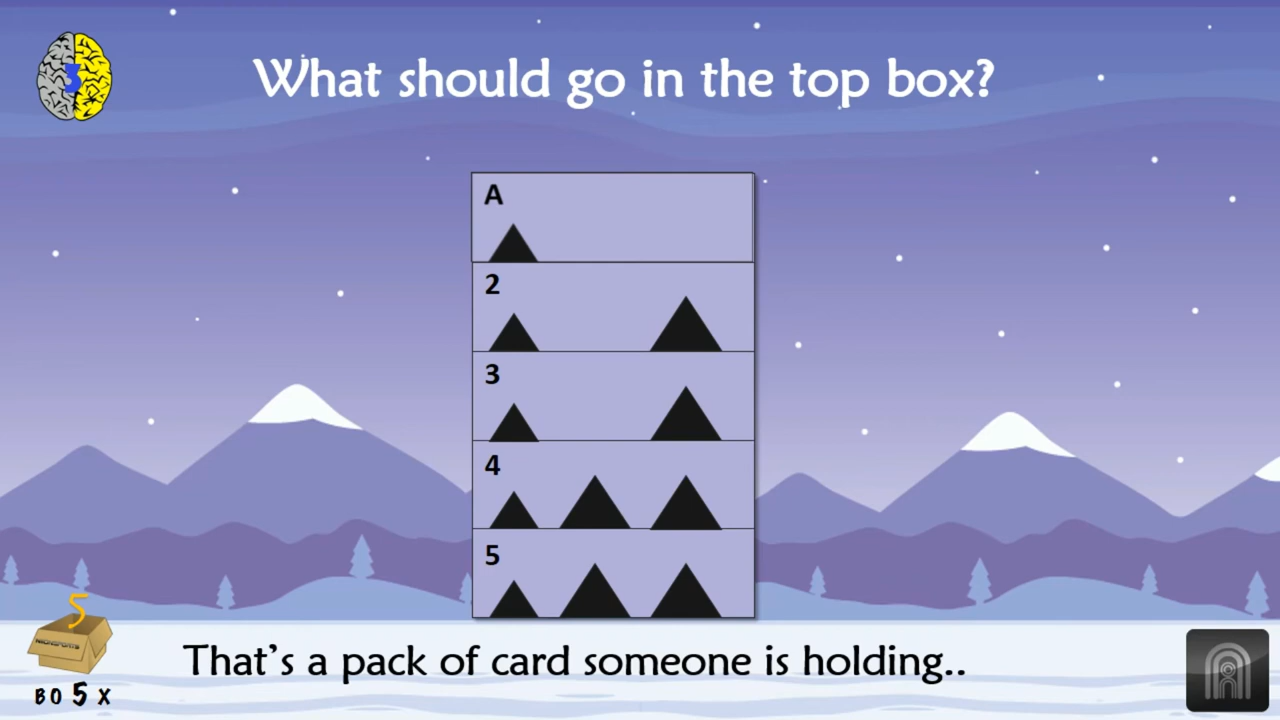 What should go in the top box?
A
2
3
4
5
5
BO 5 X
That's a pack of card someone is holding..